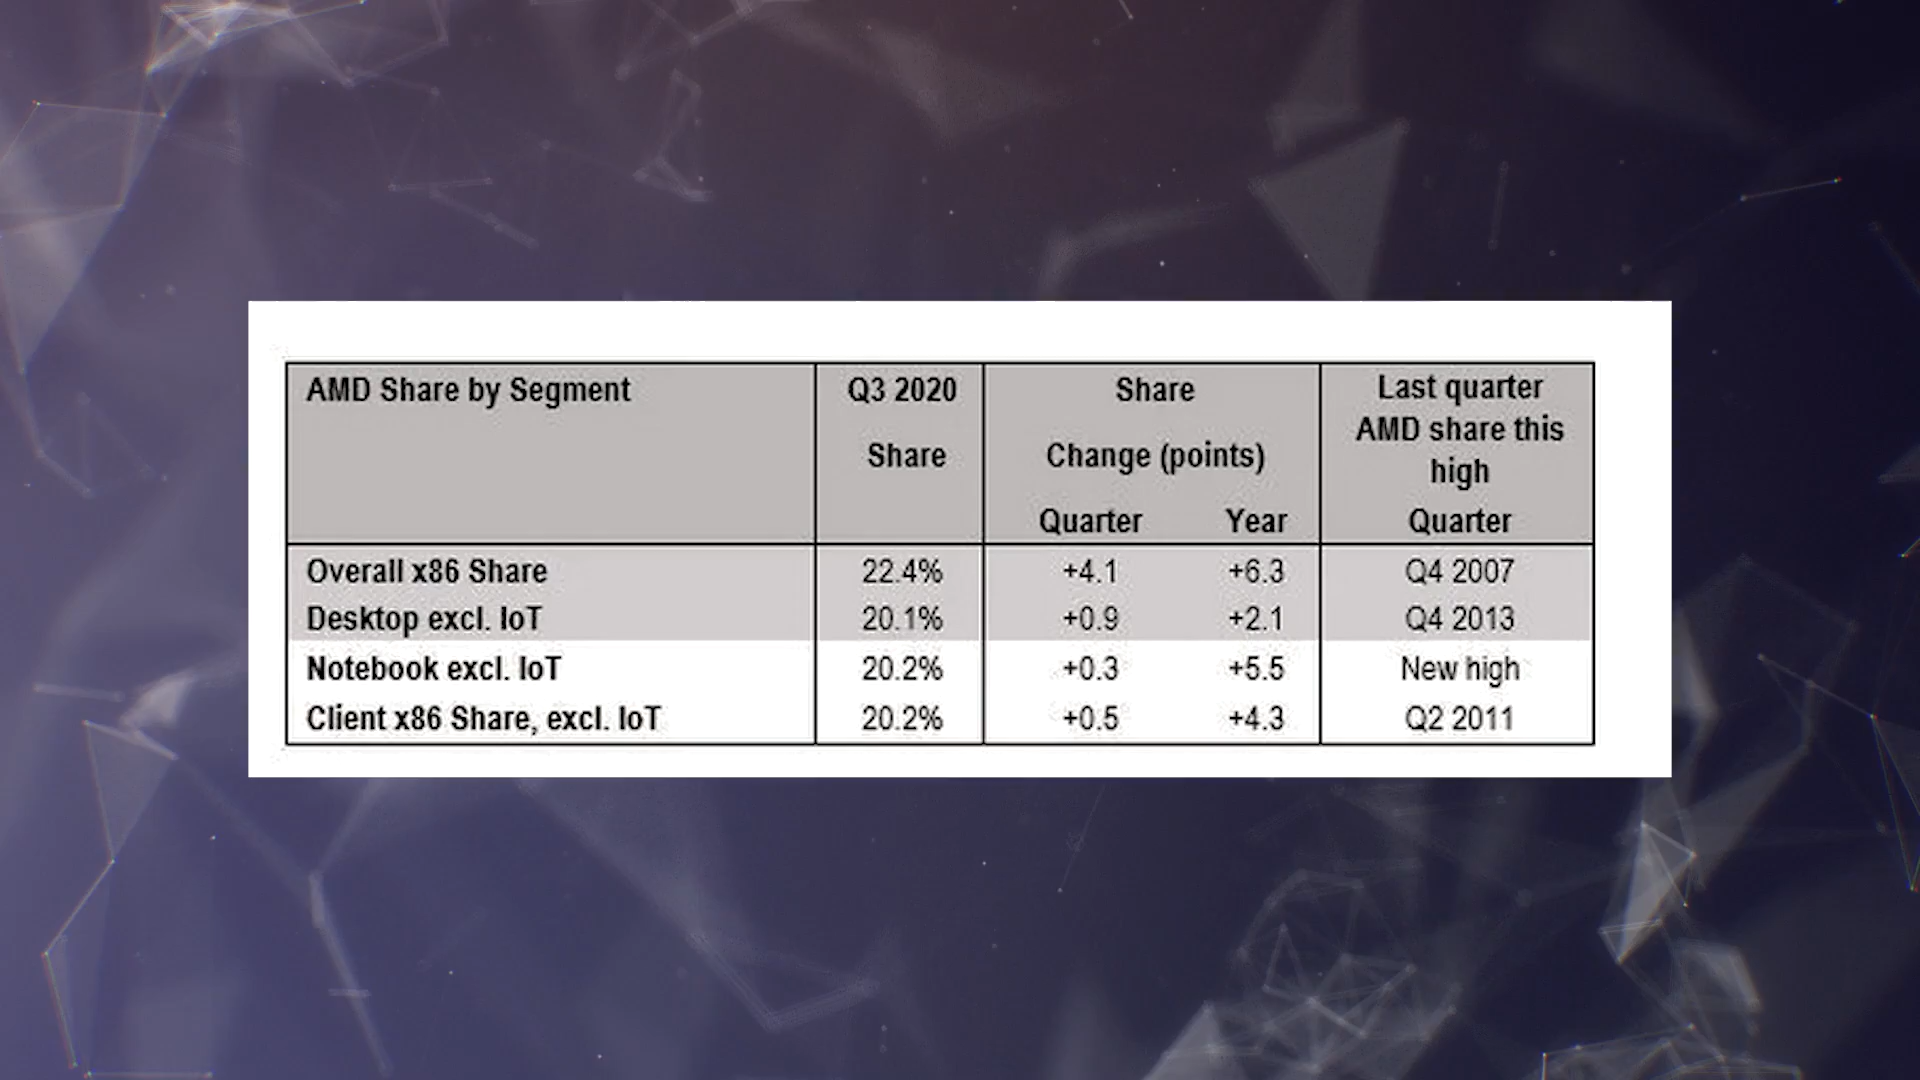 AMD Share by Segment Q3 2020 Share Last quarter
AMD share this
Share Change (points) high
Quarter Year Quarter
Overall x86 Share 22.4% +4.1 +6.3 Q4 2007
Desktop excl. IoT 20.1% +0.9 +2.1 Q4 2013
Notebook excl. IoT 20.2% +0.3 +5.5 New high
Client x86 Share, excl. IoT 20.2% +0.5 +4.3 Q2 2011